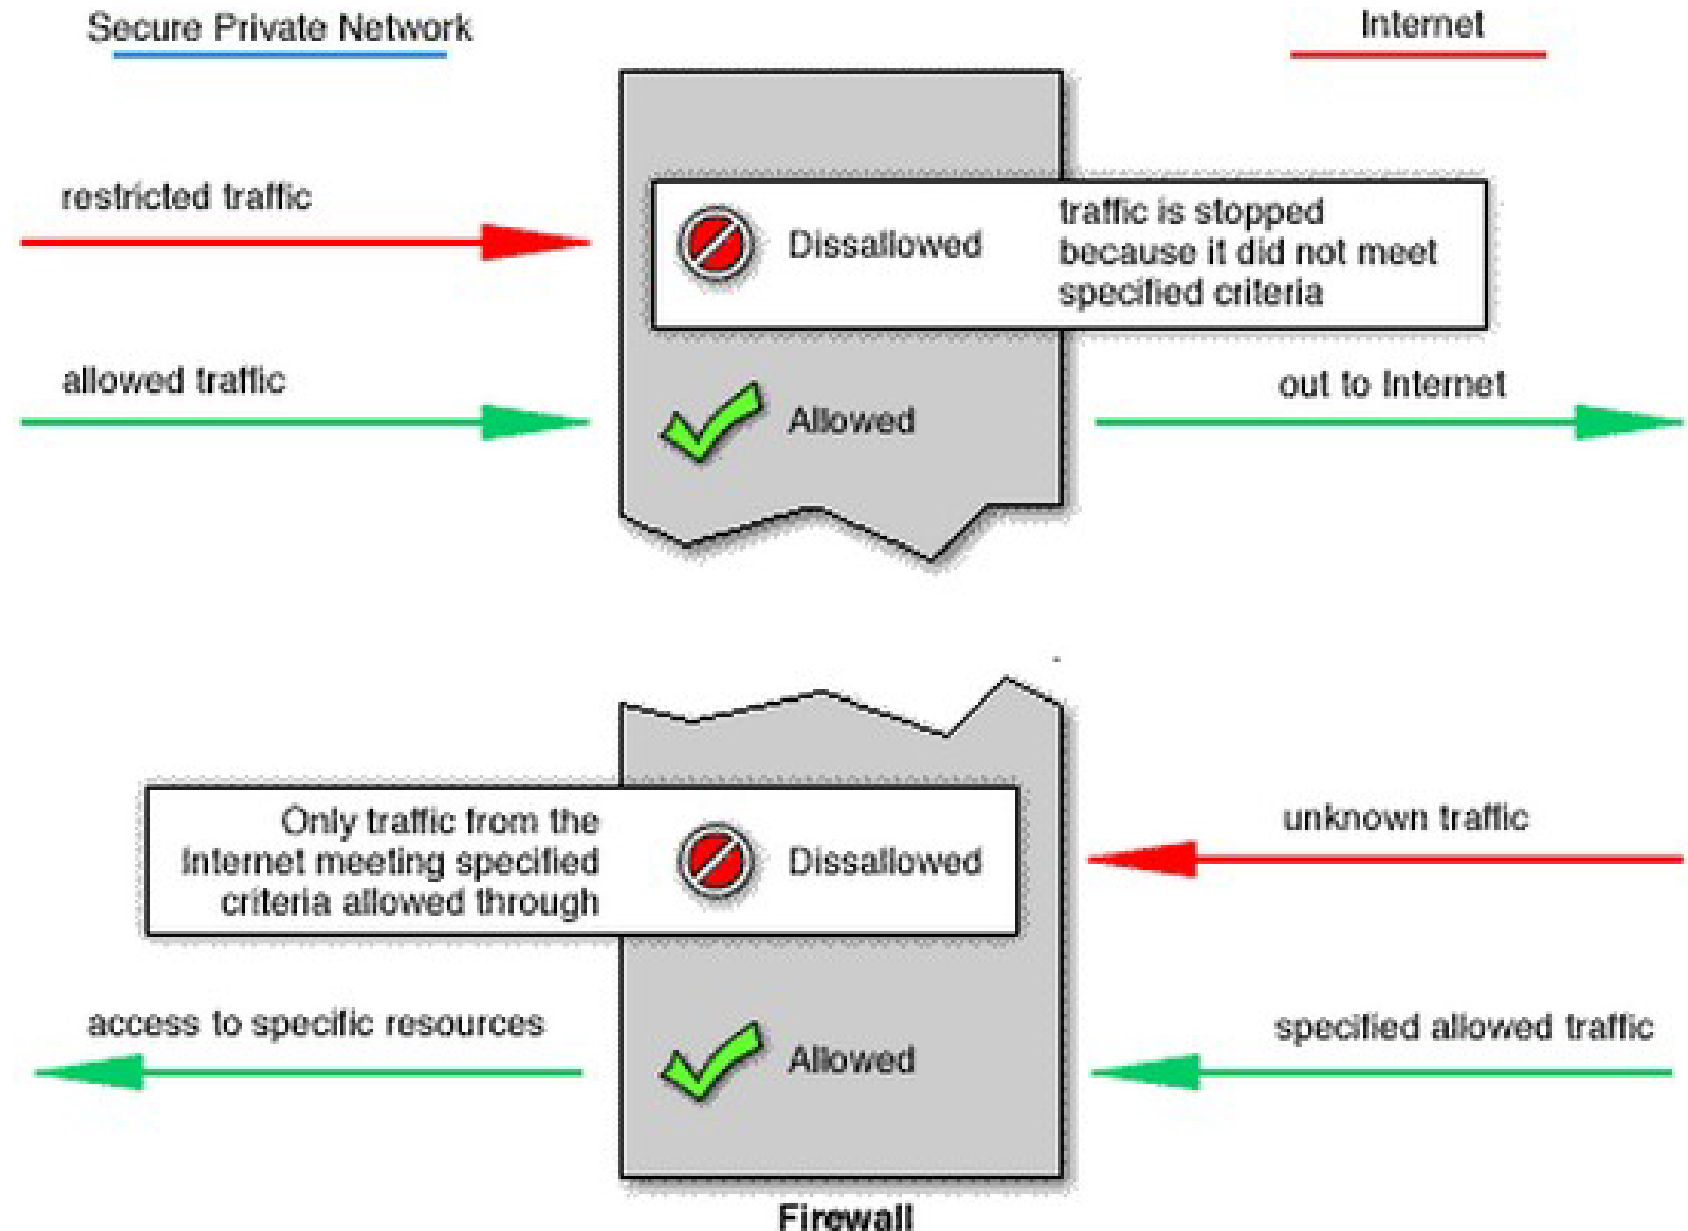 Secure Private Network
Internet
restricted traffic
Dissallowed
traffic is stopped
because it did not meet
specified criteria
allowed traffic
Allowed
out to Internet
Only traffic from the
Internet meeting specified
criteria allowed through
Dissallowed
unknown traffic
access to specific resources
Allowed
specified allowed traffic
Firewall